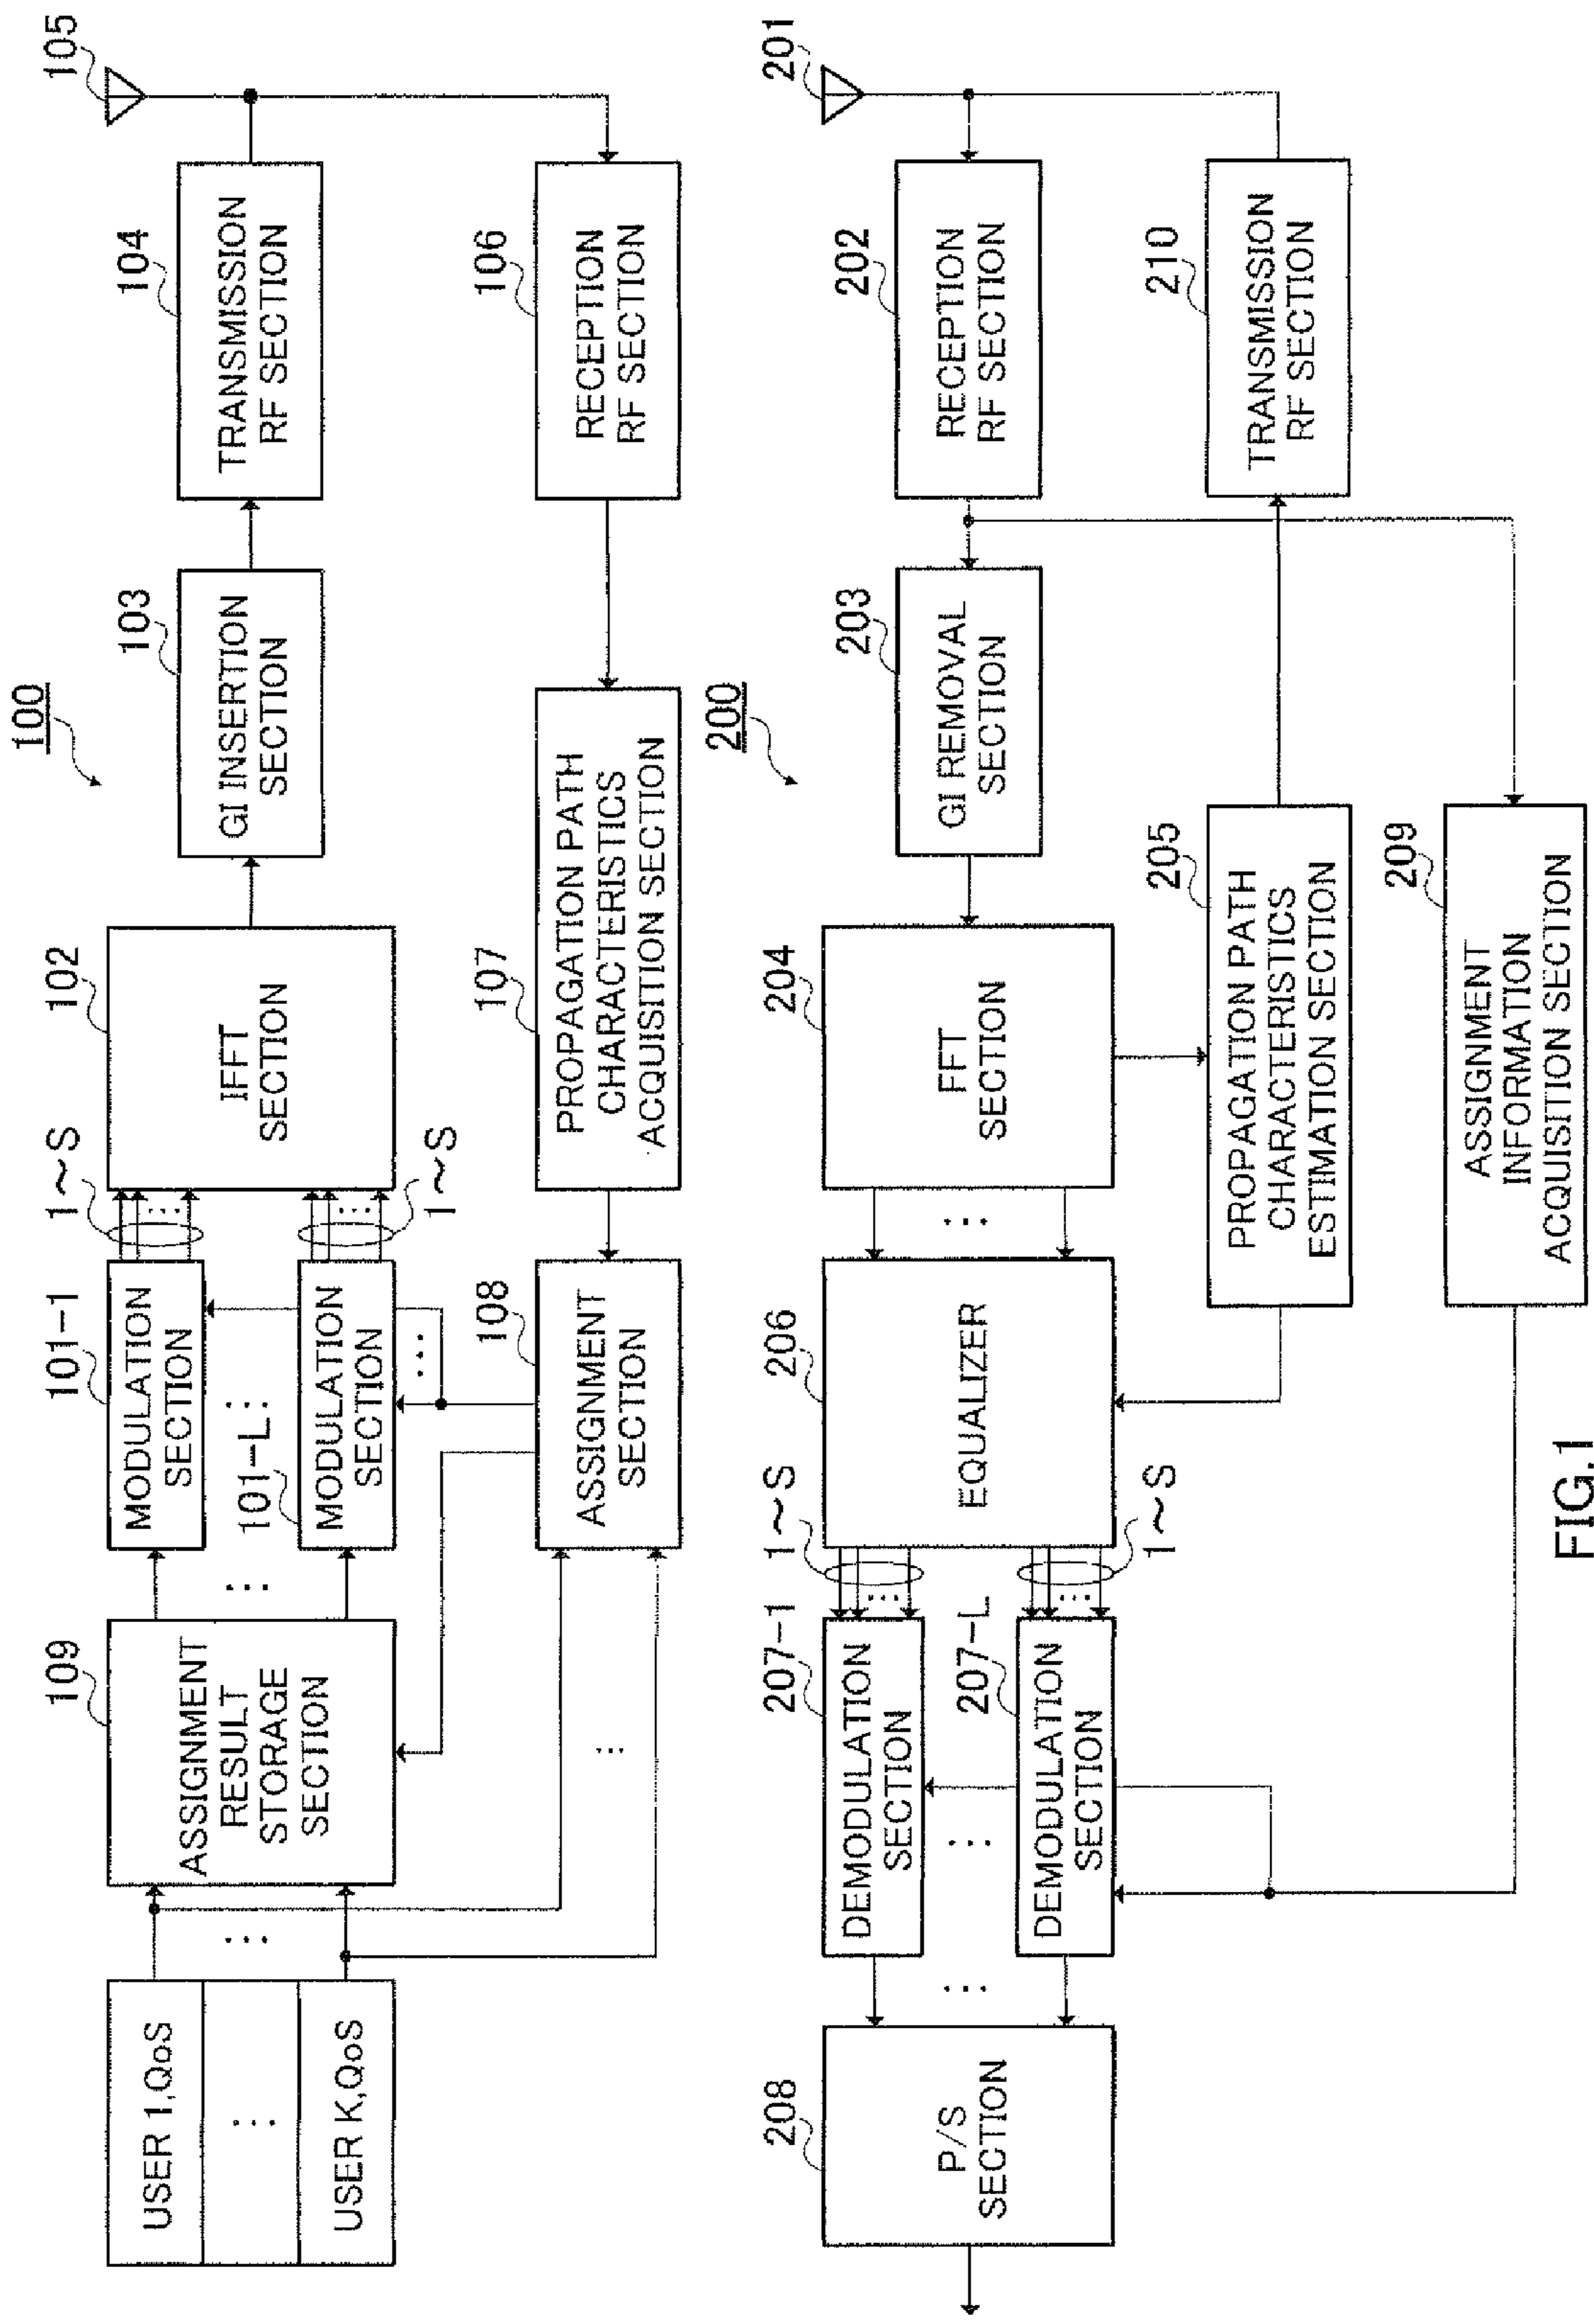 100
USER 1,QoS
⋮
USER K,QoS
109
ASSIGNMENT
RESULT
STORAGE
SECTION
101-1
MODULATION
SECTION
101-L
MODULATION
SECTION
1~S
1~S
102
IFFT
SECTION
103
GI INSERTION
SECTION
104
TRANSMISSION
RF SECTION
105
108
ASSIGNMENT
SECTION
107
PROPAGATION PATH
CHARACTERISTICS
ACQUISITION SECTION
106
RECEPTION
RF SECTION
200
208
P/S
SECTION
207-1
DEMODULATION
SECTION
207-L
DEMODULATION
SECTION
1~S
1~S
206
EQUALIZER
204
FFT
SECTION
203
GI REMOVAL
SECTION
202
RECEPTION
RF SECTION
201
205
PROPAGATION PATH
CHARACTERISTICS
ESTIMATION SECTION
210
TRANSMISSION
RF SECTION
209
ASSIGNMENT
INFORMATION
ACQUISITION SECTION
FIG.1